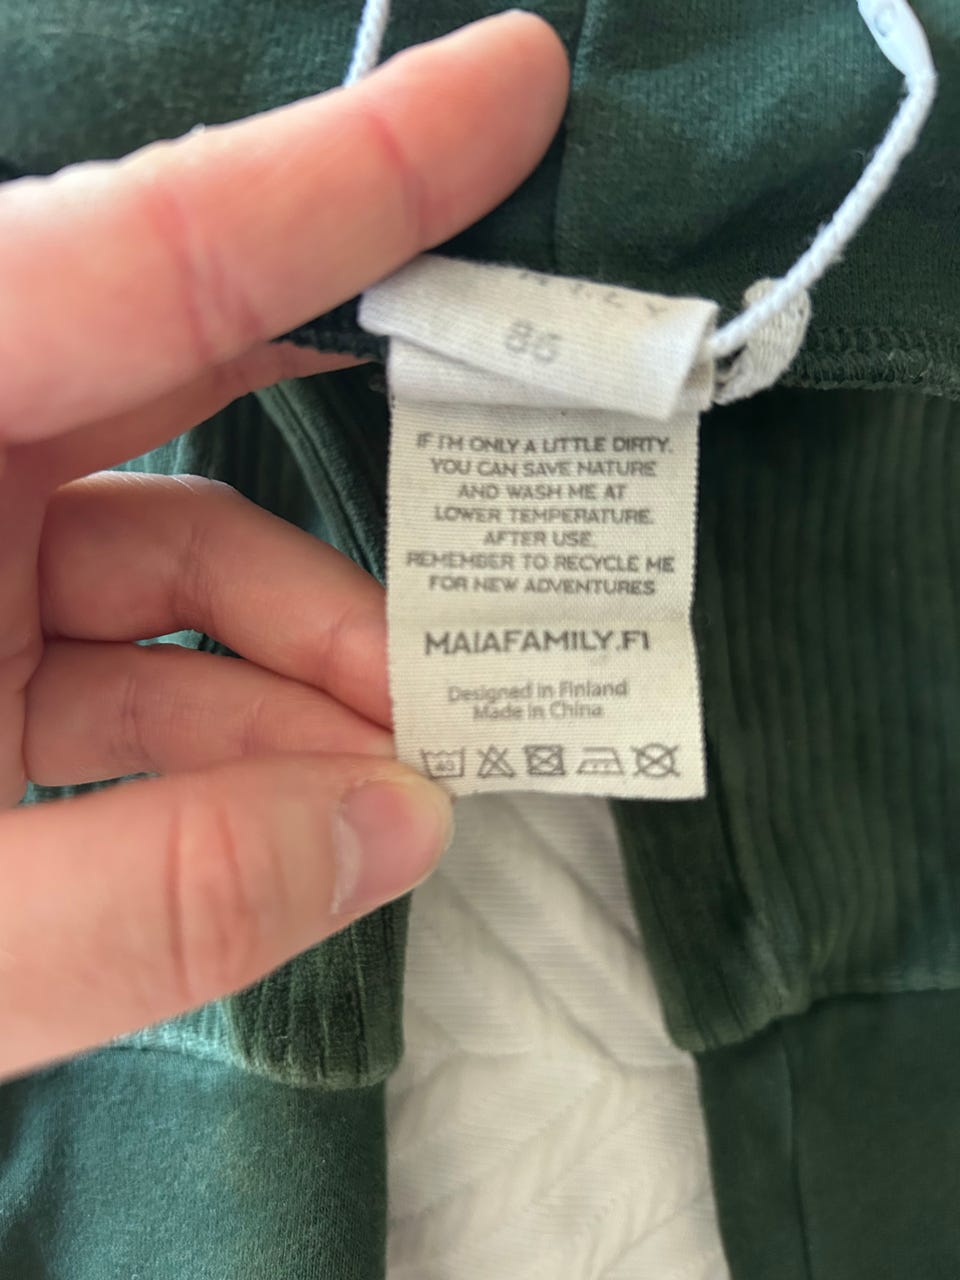 86
IF I'M ONLY A LITTLE DIRTY.
YOU CAN SAVE NATURE
AND WASH ME AT
LOWER TEMPERATURE.
AFTER USE,
REMEMBER TO RECYCLE ME
FOR NEW ADVENTURES
MAIAFAMILY.FI
Designed in Finland
Made in China
40